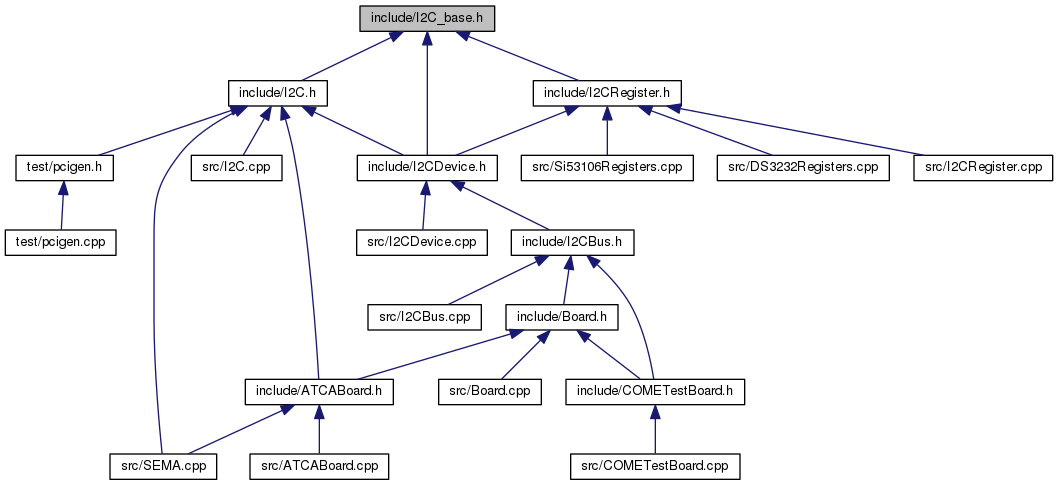 include/I2C_base.h
include/I2C.h
include/I2CRegister.h
test/pcigen.h
src/I2C.cpp
include/I2CDevice.h
src/Si53106Registers.cpp
src/DS3232Registers.cpp
src/I2CRegister.cpp
test/pcigen.cpp
src/I2CDevice.cpp
include/I2CBus.h
src/I2CBus.cpp
include/Board.h
include/ATCABoard.h
src/Board.cpp
include/COMETestBoard.h
src/SEMA.cpp
src/ATCABoard.cpp
src/COMETestBoard.cpp